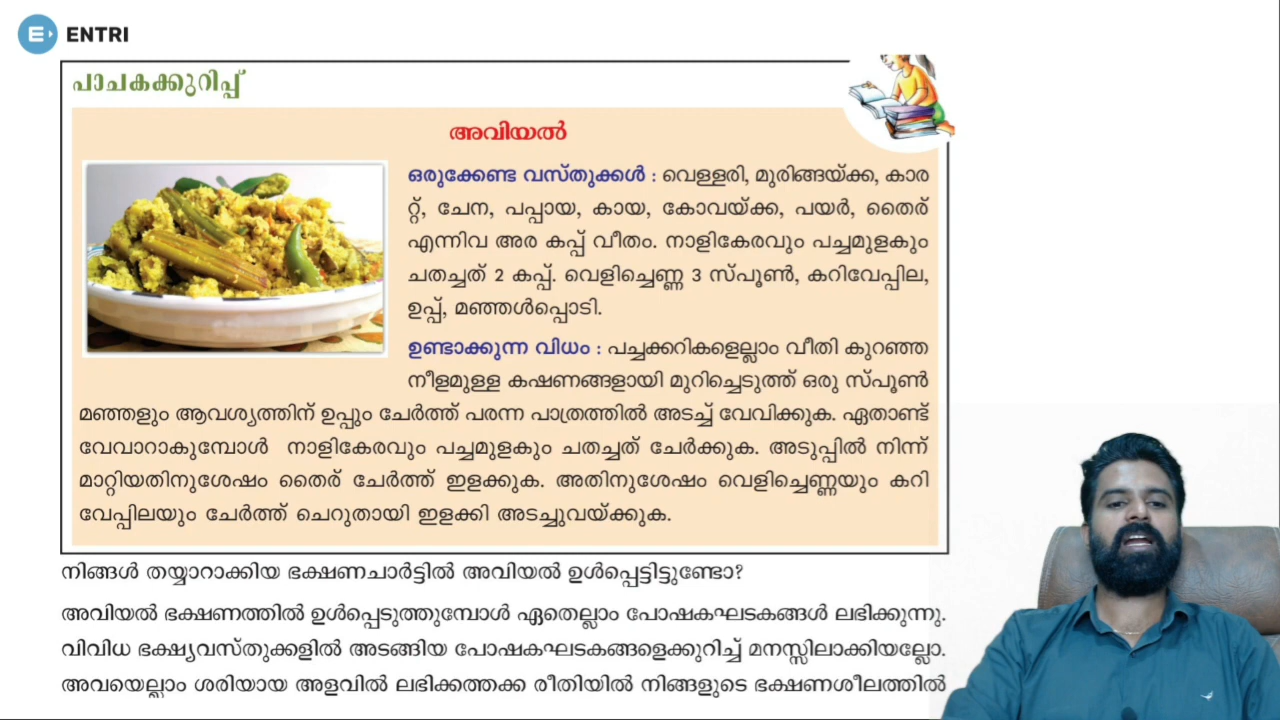 ENTRI
പാചകക്കുറിപ്പ്
അവിയൽ
ഒരുക്കേണ്ട വസ്തുക്കൾ : വെള്ളരി, മുരിങ്ങയ്ക്ക, കാര
റ്റ്, ചേന, പപ്പായ, കായ, കോവയ്ക്ക, പയർ, തൈര്
എന്നിവ അര കപ്പ് വീതം. നാളികേരവും പച്ചമുളകും
ചതച്ചത് 2 കപ്പ്. വെളിച്ചെണ്ണ 3 സ്പൂൺ, കറിവേപ്പില,
ഉപ്പ്, മഞ്ഞൾപ്പൊടി.
ഉണ്ടാക്കുന്ന വിധം : പച്ചക്കറികളെല്ലാം വീതി കുറഞ്ഞ
നീളമുള്ള കഷണങ്ങളായി മുറിച്ചെടുത്ത് ഒരു സ്പൂൺ
മഞ്ഞളും ആവശ്യത്തിന് ഉപ്പും ചേർത്ത് പരന്ന പാത്രത്തിൽ അടച്ച് വേവിക്കുക. ഏതാണ്ട്
വേവാറാകുമ്പോൾ നാളികേരവും പച്ചമുളകും ചതച്ചത് ചേർക്കുക. അടുപ്പിൽ നിന്ന്
മാറ്റിയതിനുശേഷം തൈര് ചേർത്ത് ഇളക്കുക. അതിനുശേഷം വെളിച്ചെണ്ണയും കറി
വേപ്പിലയും ചേർത്ത് ചെറുതായി ഇളക്കി അടച്ചുവയ്ക്കുക.
നിങ്ങൾ തയ്യാറാക്കിയ ഭക്ഷണചാർട്ടിൽ അവിയൽ ഉൾപ്പെട്ടിട്ടുണ്ടോ?
അവിയൽ ഭക്ഷണത്തിൽ ഉൾപ്പെടുത്തുമ്പോൾ ഏതെല്ലാം പോഷകഘടകങ്ങൾ ലഭിക്കുന്നു.
വിവിധ ഭക്ഷ്യവസ്തുക്കളിൽ അടങ്ങിയ പോഷകഘടകങ്ങളെക്കുറിച്ച് മനസ്സിലാക്കിയല്ലോ.
അവയെല്ലാം ശരിയായ അളവിൽ ലഭിക്കത്തക്ക രീതിയിൽ നിങ്ങളുടെ ഭക്ഷണശീലത്തിൽ